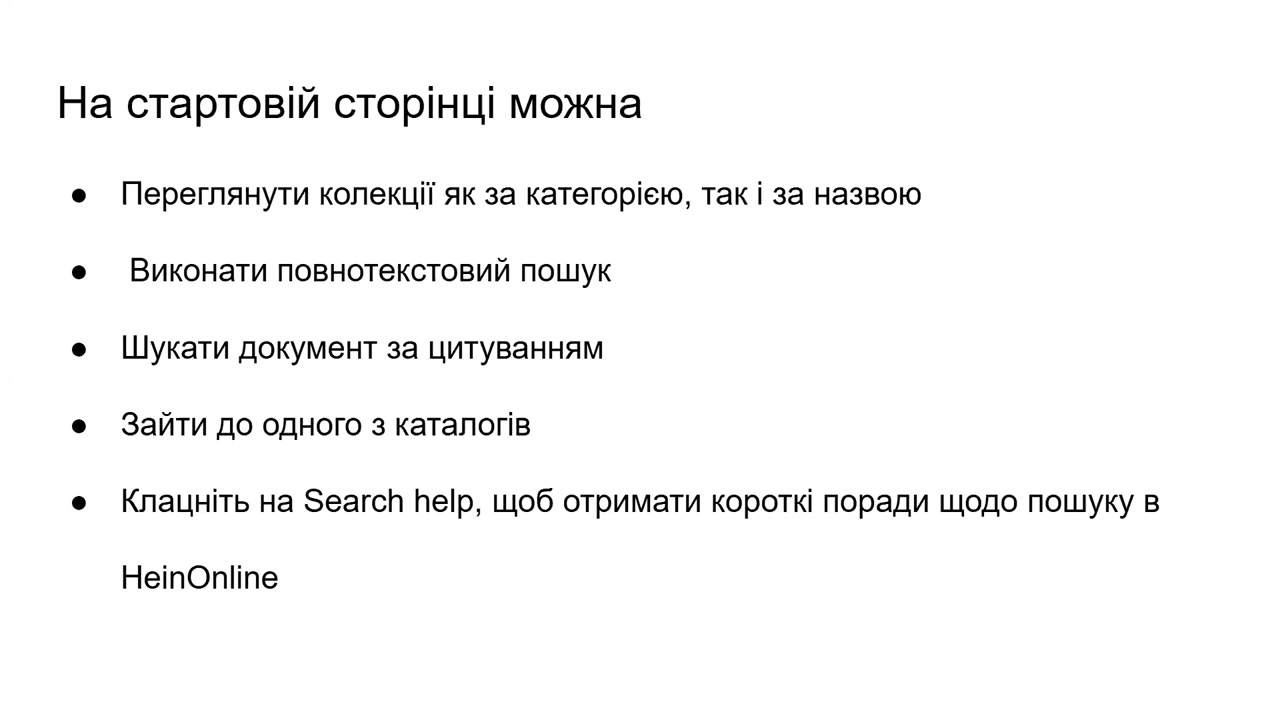 На стартовій сторінці можна
● Переглянути колекції як за категорією, так і за назвою
● Виконати повнотекстовий пошук
● Шукати документ за цитуванням
● Зайти до одного з каталогів
● Клацніть на Search help, щоб отримати короткі поради щодо пошуку в
HeinOnline